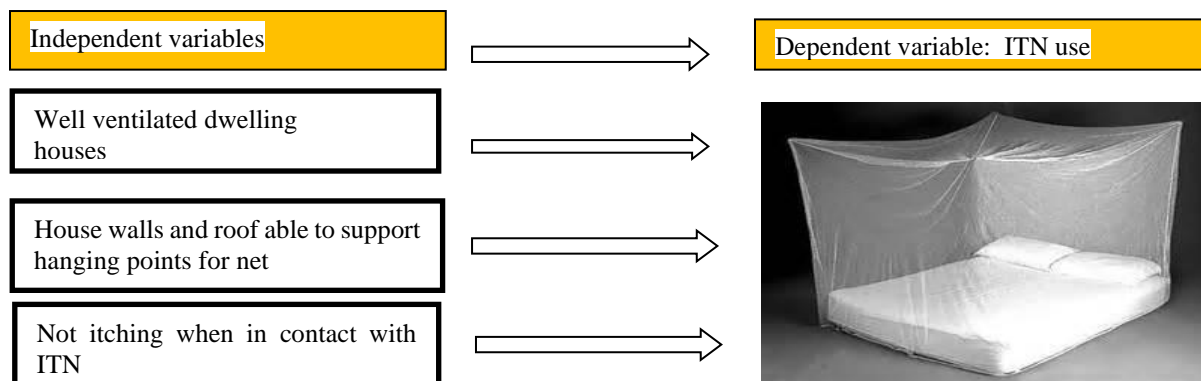 Independent variables
Dependent variable: ITN use
Well ventilated dwelling
houses
House walls and roof able to support
hanging points for net
Not itching when in contact with
ITN